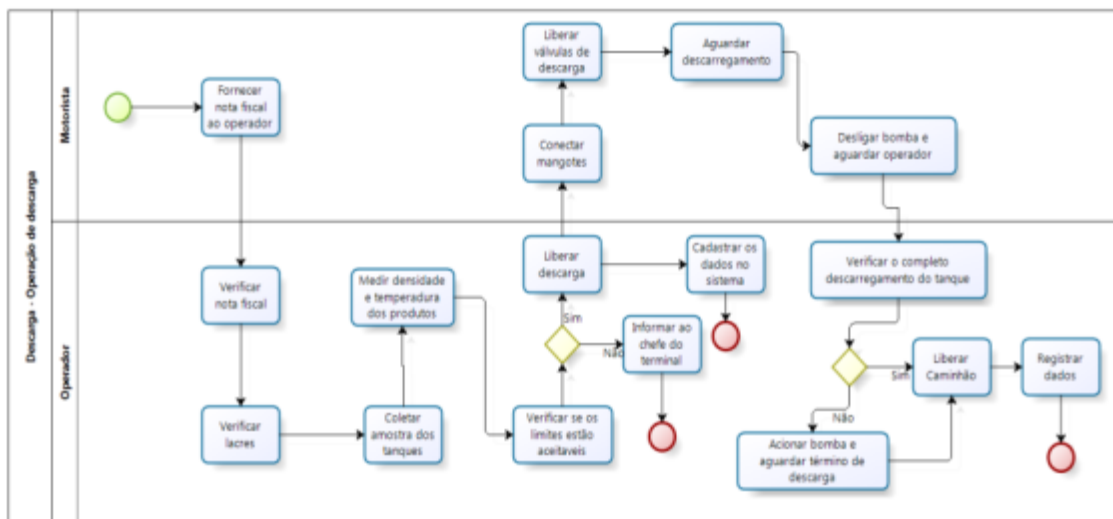 Descarga - Operação de descarga
Motorista
Fornecer
nota fiscal
ao operador
Liberar
válvulas de
descarga
Aguardar
descarregamento
Conectar
mangotes
Desligar bomba e
aguardar operador
Operador
Verificar
nota fiscal
Verificar
lacres
Coletar
amostra dos
tanques
Medir densidade
e temperadura
dos produtos
Verificar se os
limites estão
aceitaveis
Sim
Não
Liberar
descarga
Cadastrar os
dados no
sistema
Informar ao
chefe do
terminal
Verificar o completo
descarregamento do tanque
Sim
Não
Liberar
Caminhão
Registrar
dados
Acionar bomba e
aguardar término de
descarga